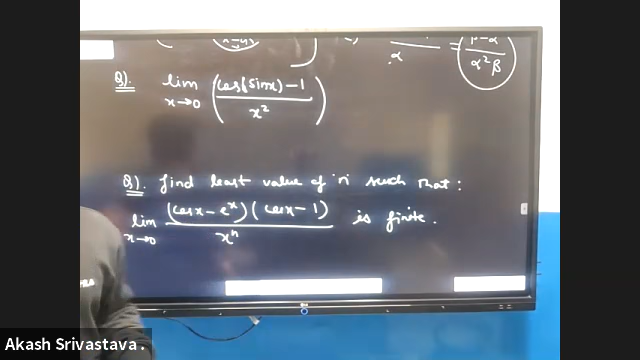 α = β-α / α²β
Q). lim x→0 (cos(sinx)-1 / x²)
Q). find least value of 'n' such that:
lim x→0 (cosx-e^x)(cosx-1) / x^n is finite.
Akash Srivastava .